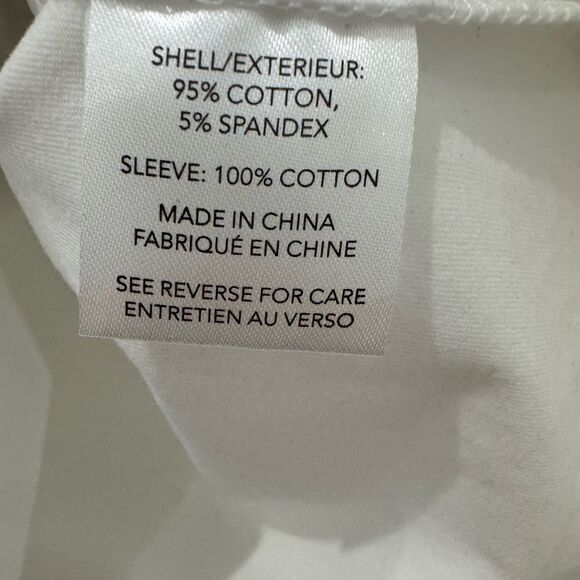 SHELL/EXTERIEUR:
95% COTTON,
5% SPANDEX
SLEEVE: 100% COTTON
MADE IN CHINA
FABRIQUÉ EN CHINE
SEE REVERSE FOR CARE
ENTRETIEN AU VERSO